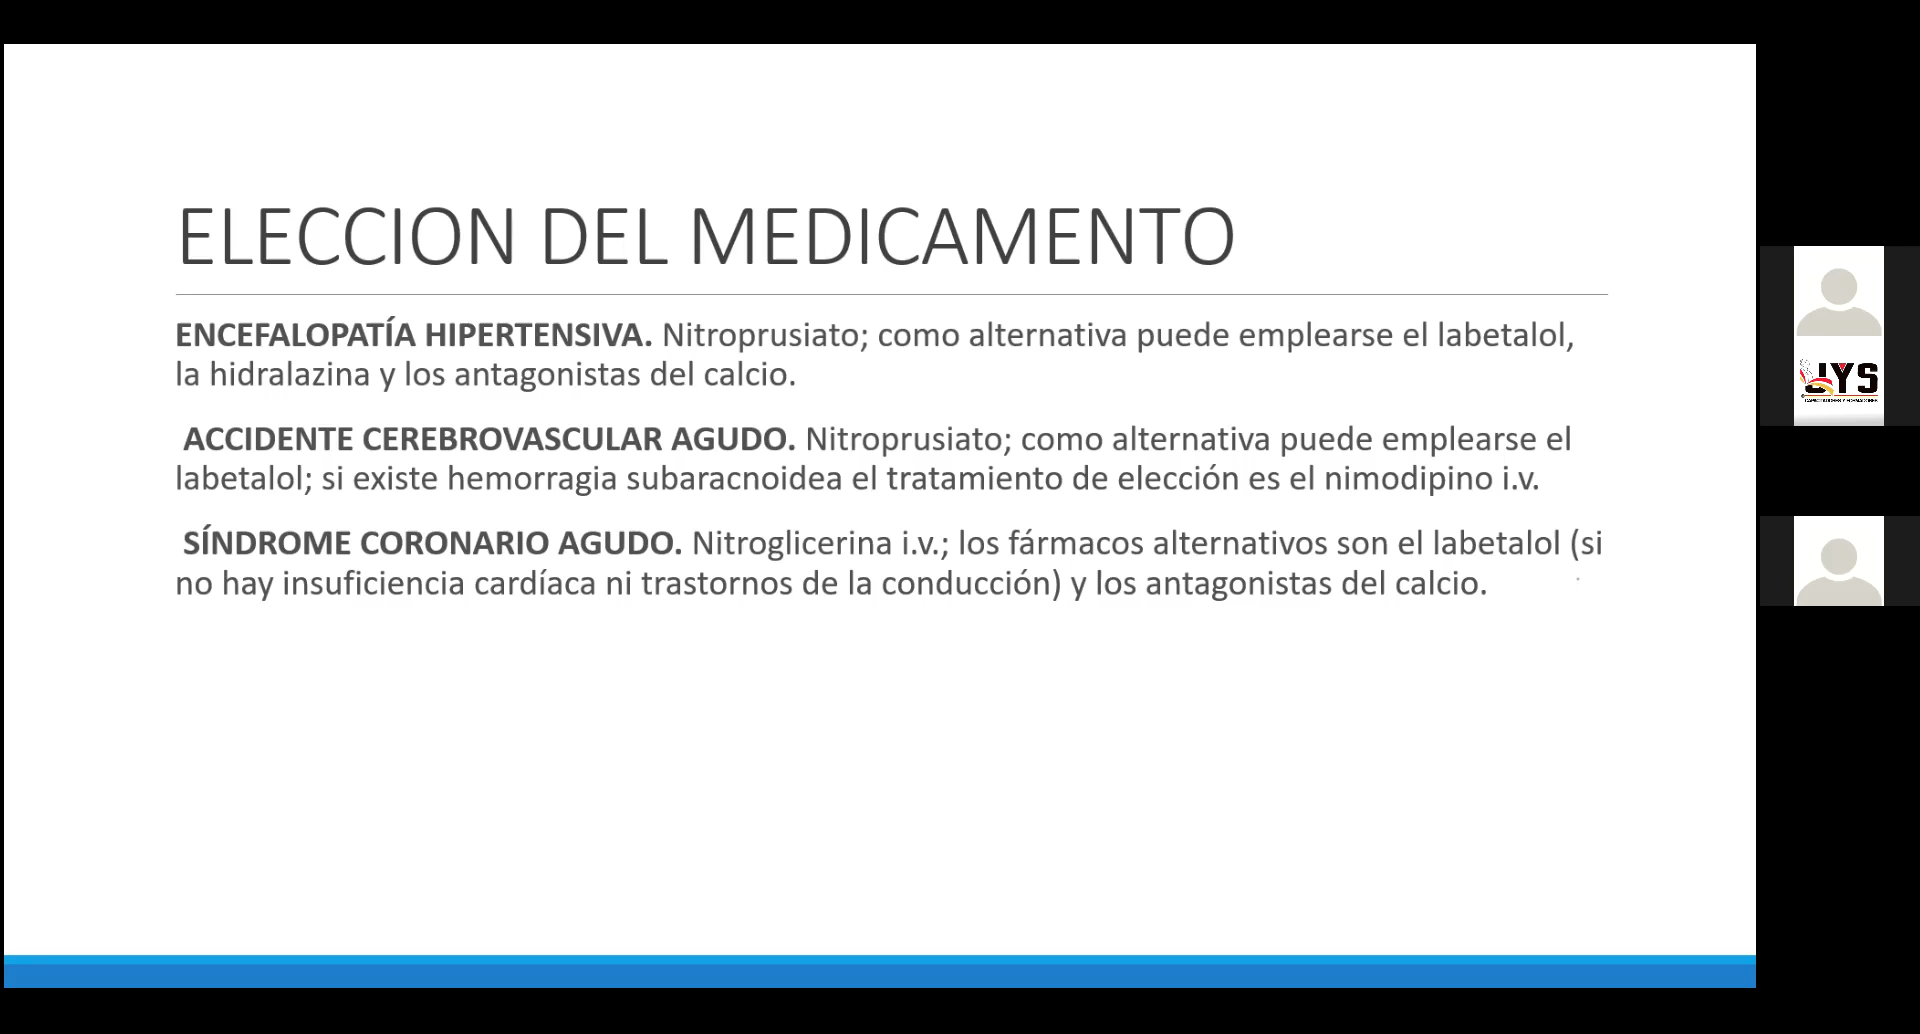 ELECCION DEL MEDICAMENTO
ENCEFALOPATÍA HIPERTENSIVA. Nitroprusiato; como alternativa puede emplearse el labetalol,
la hidralazina y los antagonistas del calcio.
ACCIDENTE CEREBROVASCULAR AGUDO. Nitroprusiato; como alternativa puede emplearse el
labetalol; si existe hemorragia subaracnoidea el tratamiento de elección es el nimodipino i.v.
SÍNDROME CORONARIO AGUDO. Nitroglicerina i.v.; los fármacos alternativos son el labetalol (si
no hay insuficiencia cardíaca ni trastornos de la conducción) y los antagonistas del calcio.
JYS
CAPACITADORES Y FORMADORES